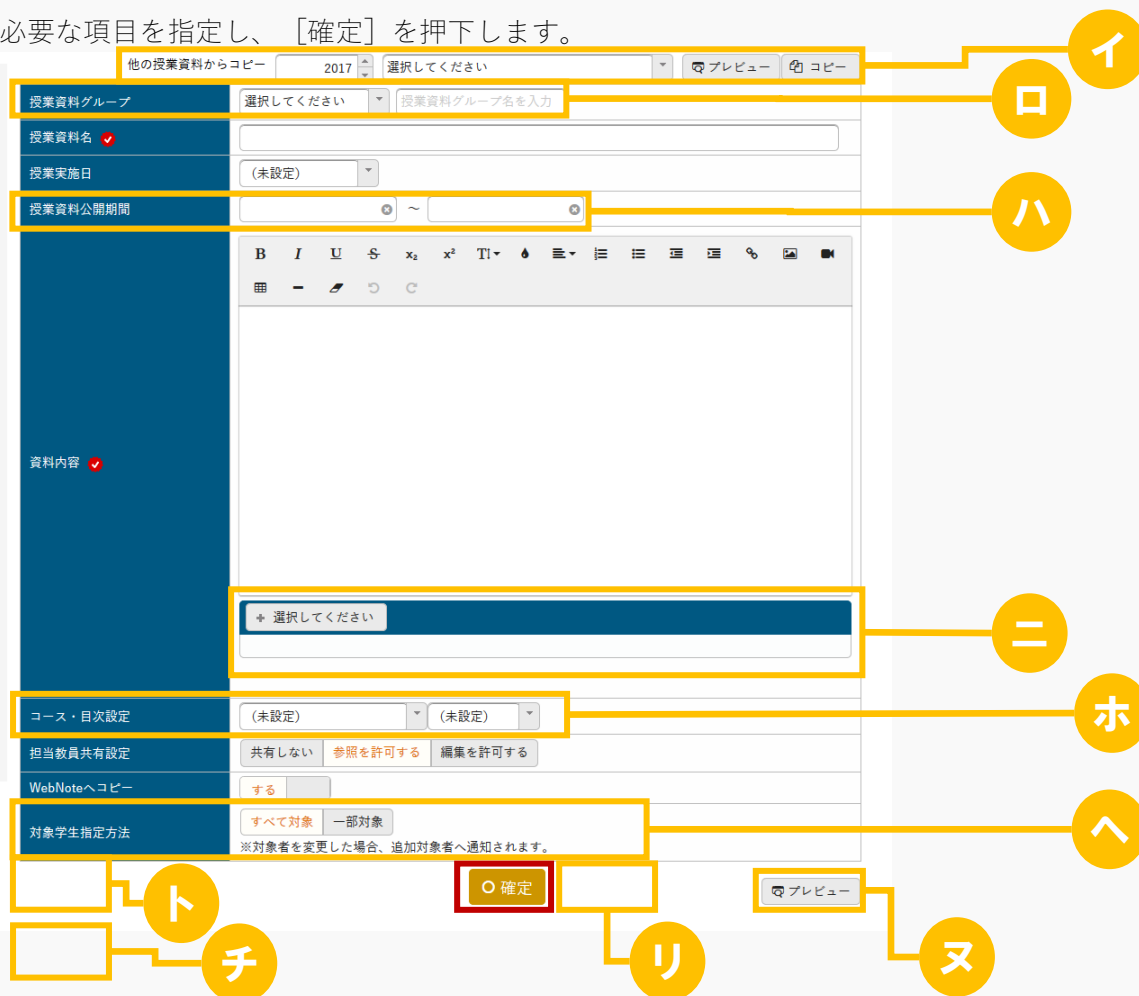 必要な項目を指定し、［確定］を押下します。
他の授業資料からコピー 2017 選択してください プレビュー コピー
イ
授業資料グループ 選択してください 授業資料グループ名を入力
ロ
授業資料名
授業実施日 (未設定)
授業資料公開期間 ～
ハ
B I U S x₂ x² T
資料内容
+ 選択してください
ニ
コース・目次設定 (未設定) (未設定)
ホ
担当教員共有設定 共有しない 参照を許可する 編集を許可する
WebNoteへコピー する
対象学生指定方法 すべて対象 一部対象
※対象者を変更した場合、追加対象者へ通知されます。
ヘ
確定 プレビュー
ト
チ
リ
ヌ